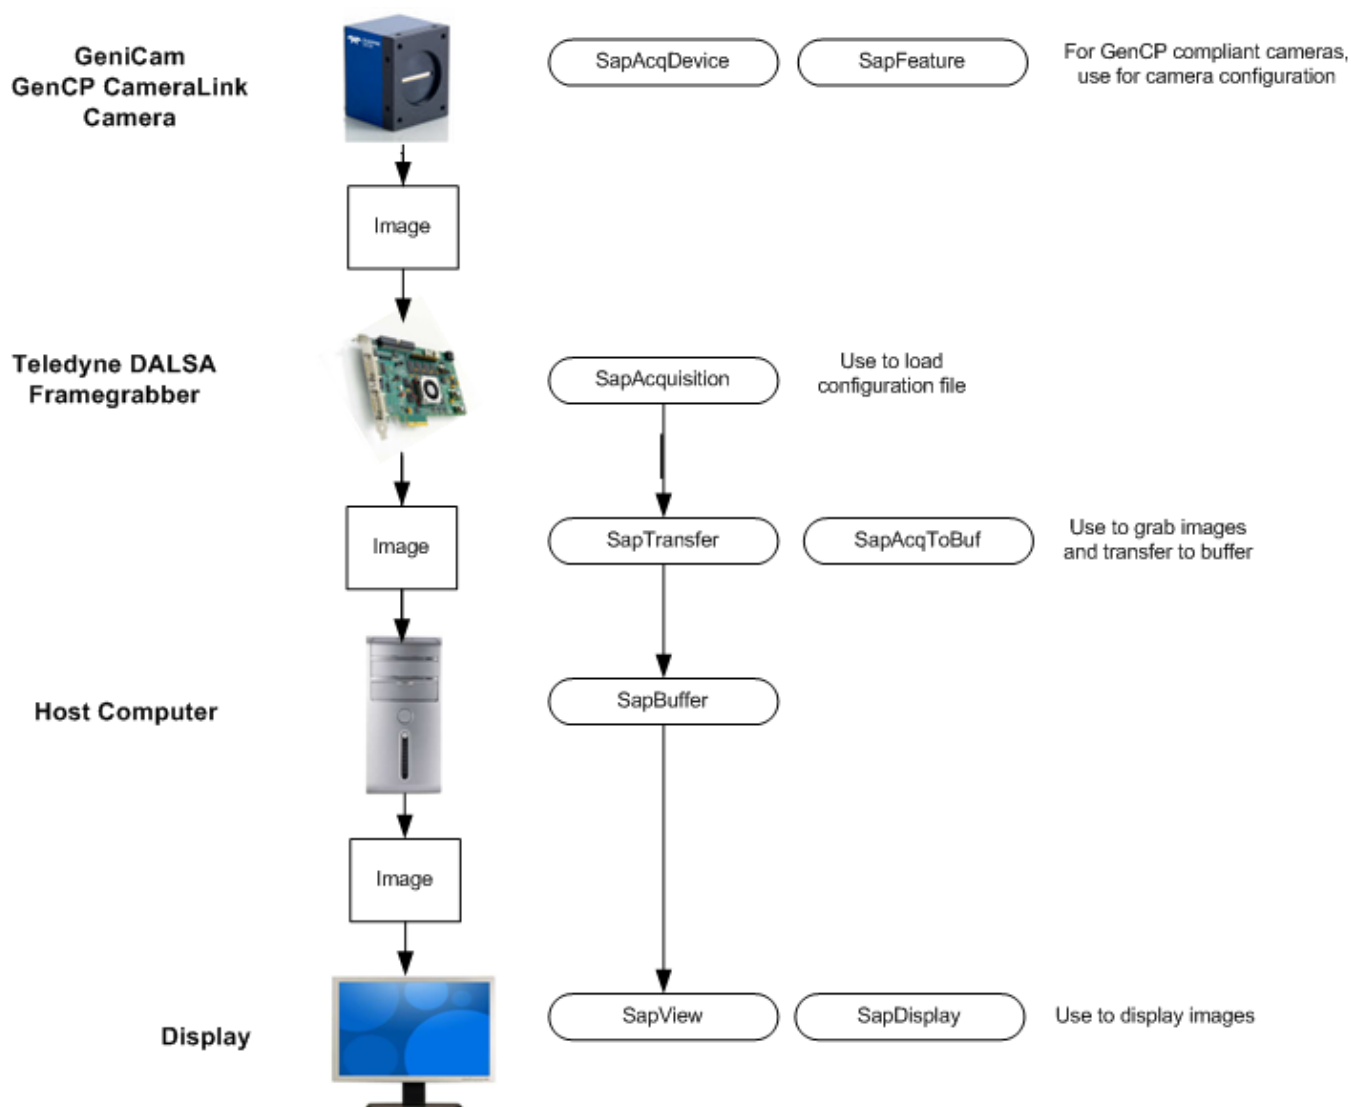 GeniCam
GenCP CameraLink
Camera
SapAcqDevice
SapFeature
For GenCP compliant cameras,
use for camera configuration
Image
Teledyne DALSA
Framegrabber
SapAcquisition
Use to load
configuration file
Image
SapTransfer
SapAcqToBuf
Use to grab images
and transfer to buffer
Host Computer
SapBuffer
Image
Display
SapView
SapDisplay
Use to display images